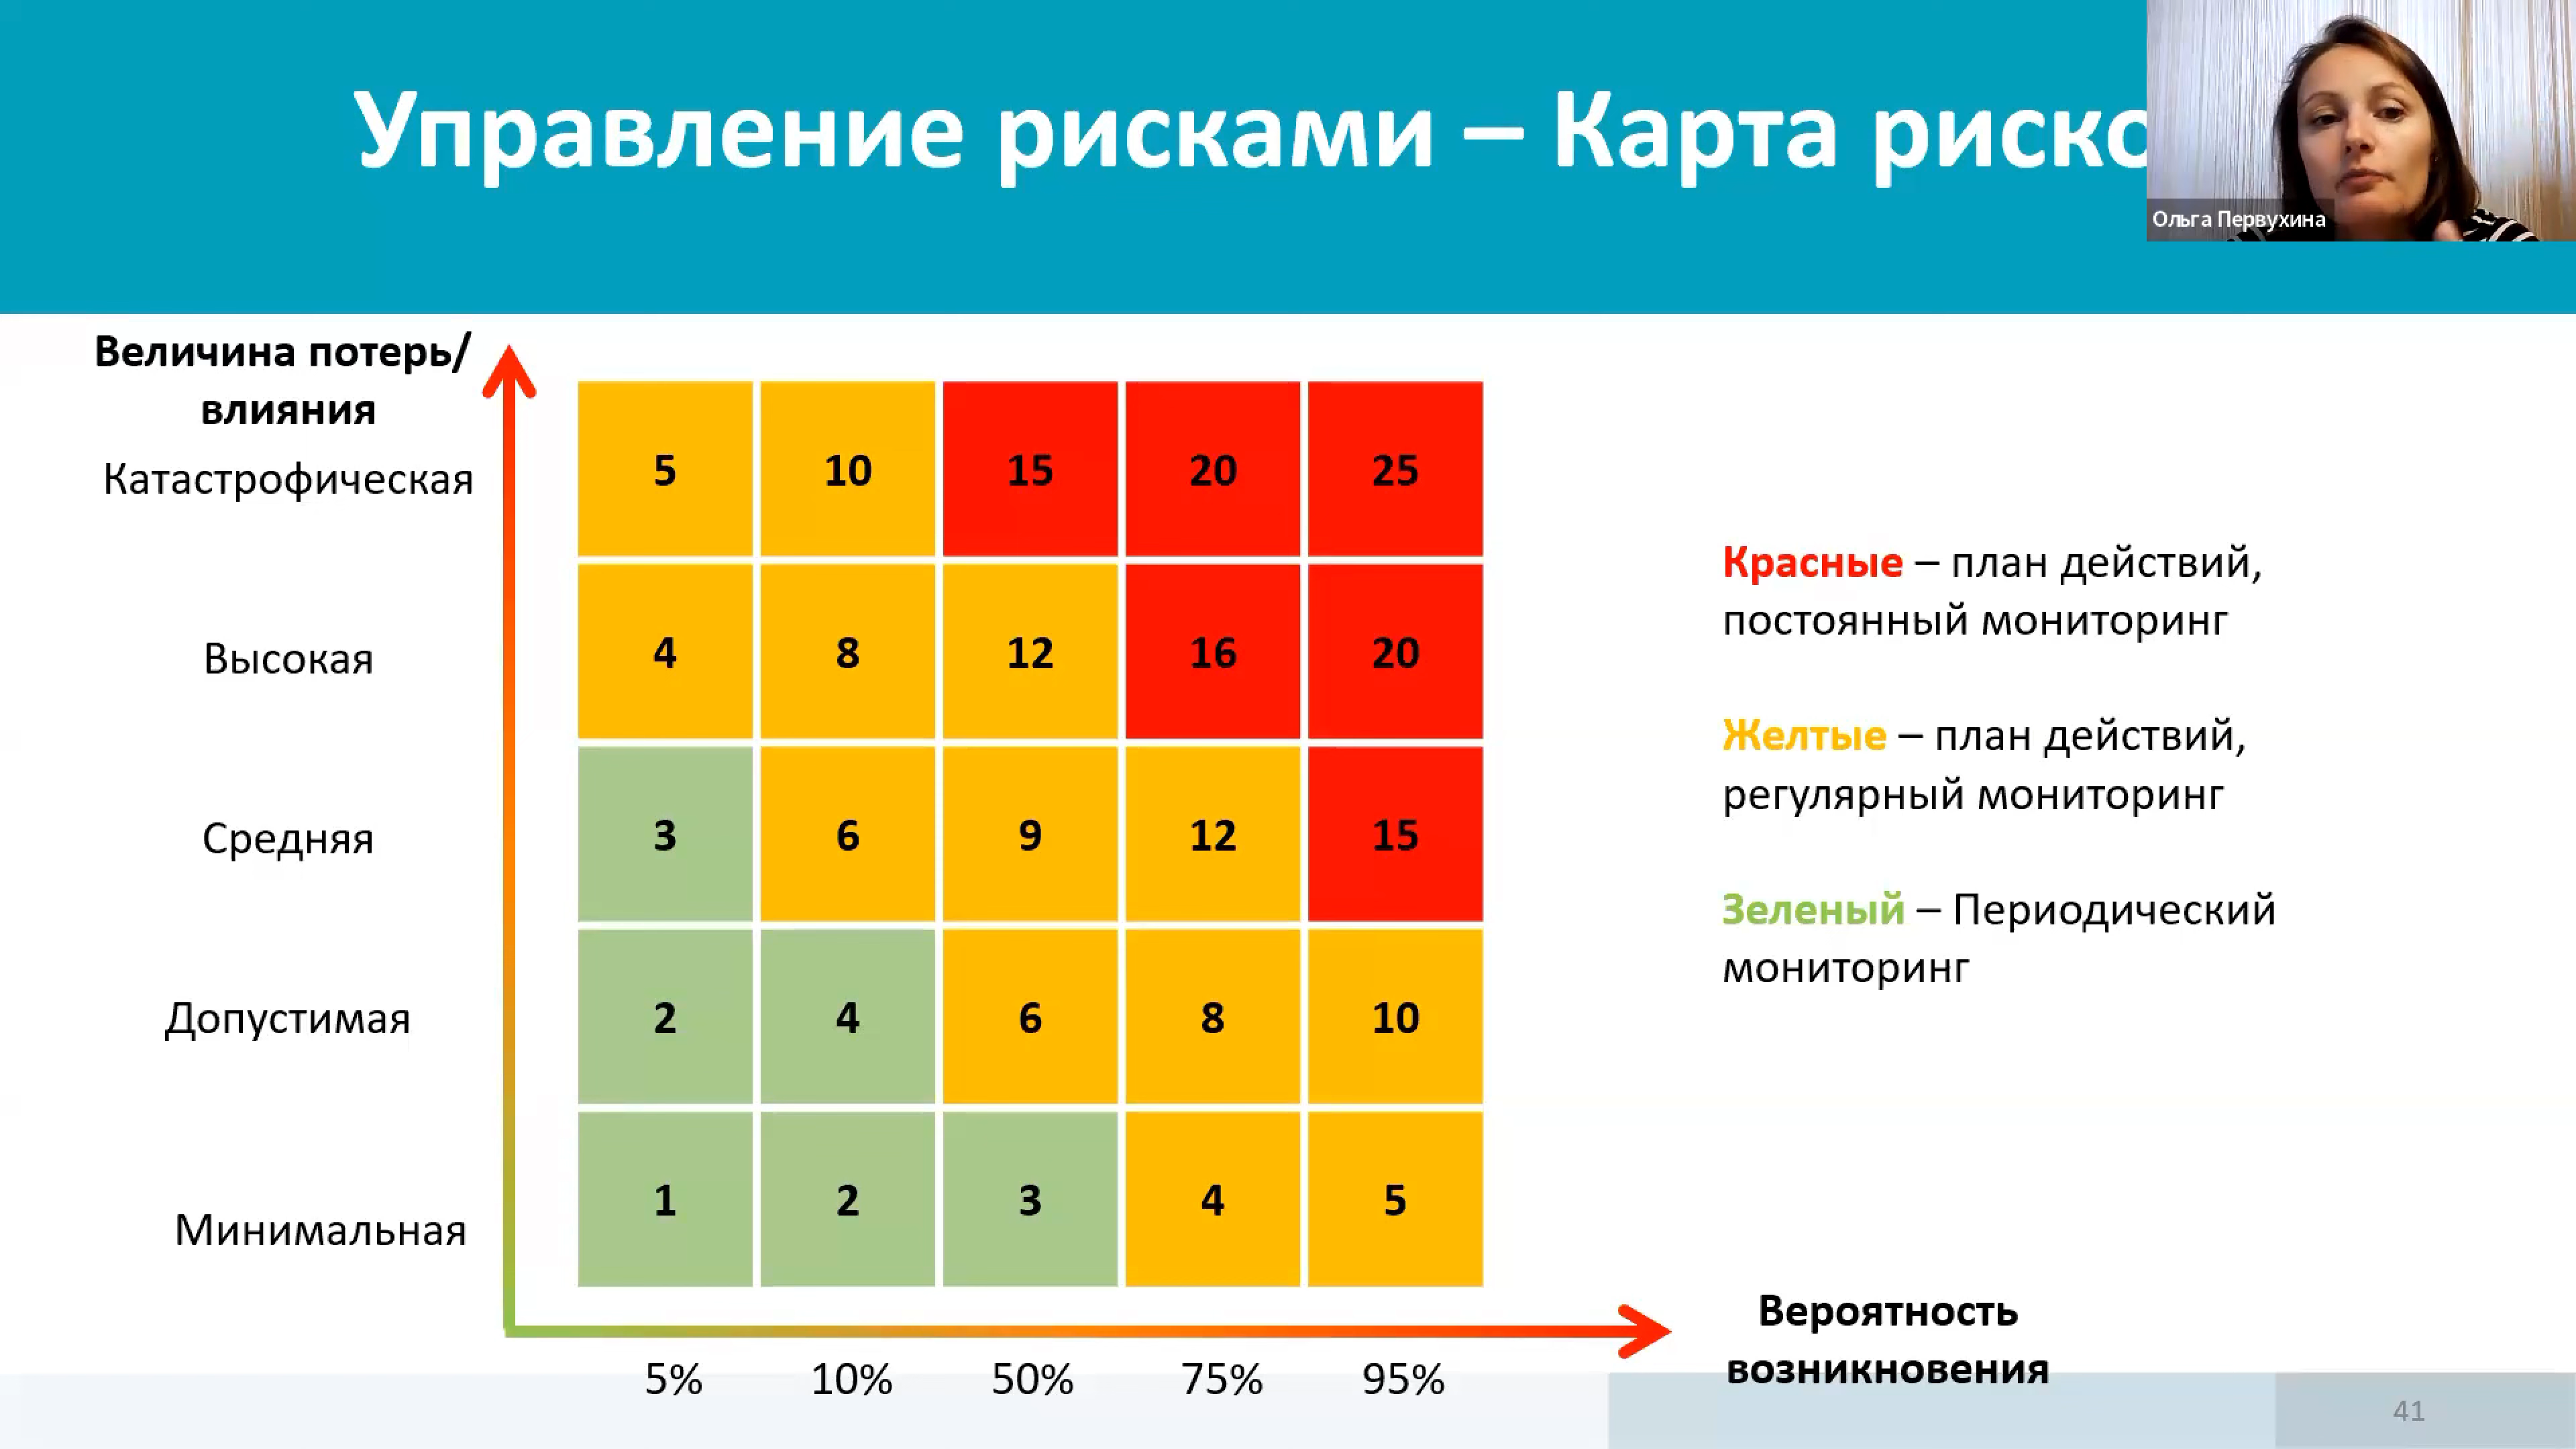 Управление рисками – Карта риско
Ольга Первухина
Величина потерь/
влияния
Катастрофическая
5 10 15 20 25
Высокая
4 8 12 16 20
Средняя
3 6 9 12 15
Допустимая
2 4 6 8 10
Минимальная
1 2 3 4 5
5% 10% 50% 75% 95%
Вероятность
возникновения
Красные – план действий,
постоянный мониторинг
Желтые – план действий,
регулярный мониторинг
Зеленый – Периодический
мониторинг
41